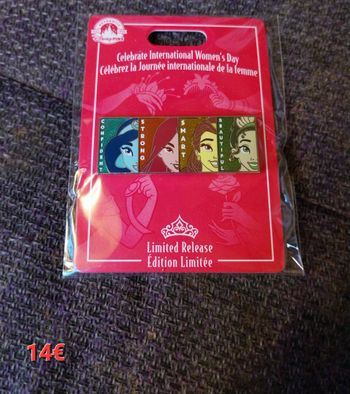 Celebrate International Women's Day
Célébrez la Journée internationale de la femme
CONFIDENT
STRONG
SMART
BEAUTIFUL
Limited Release
Édition Limitée
14€